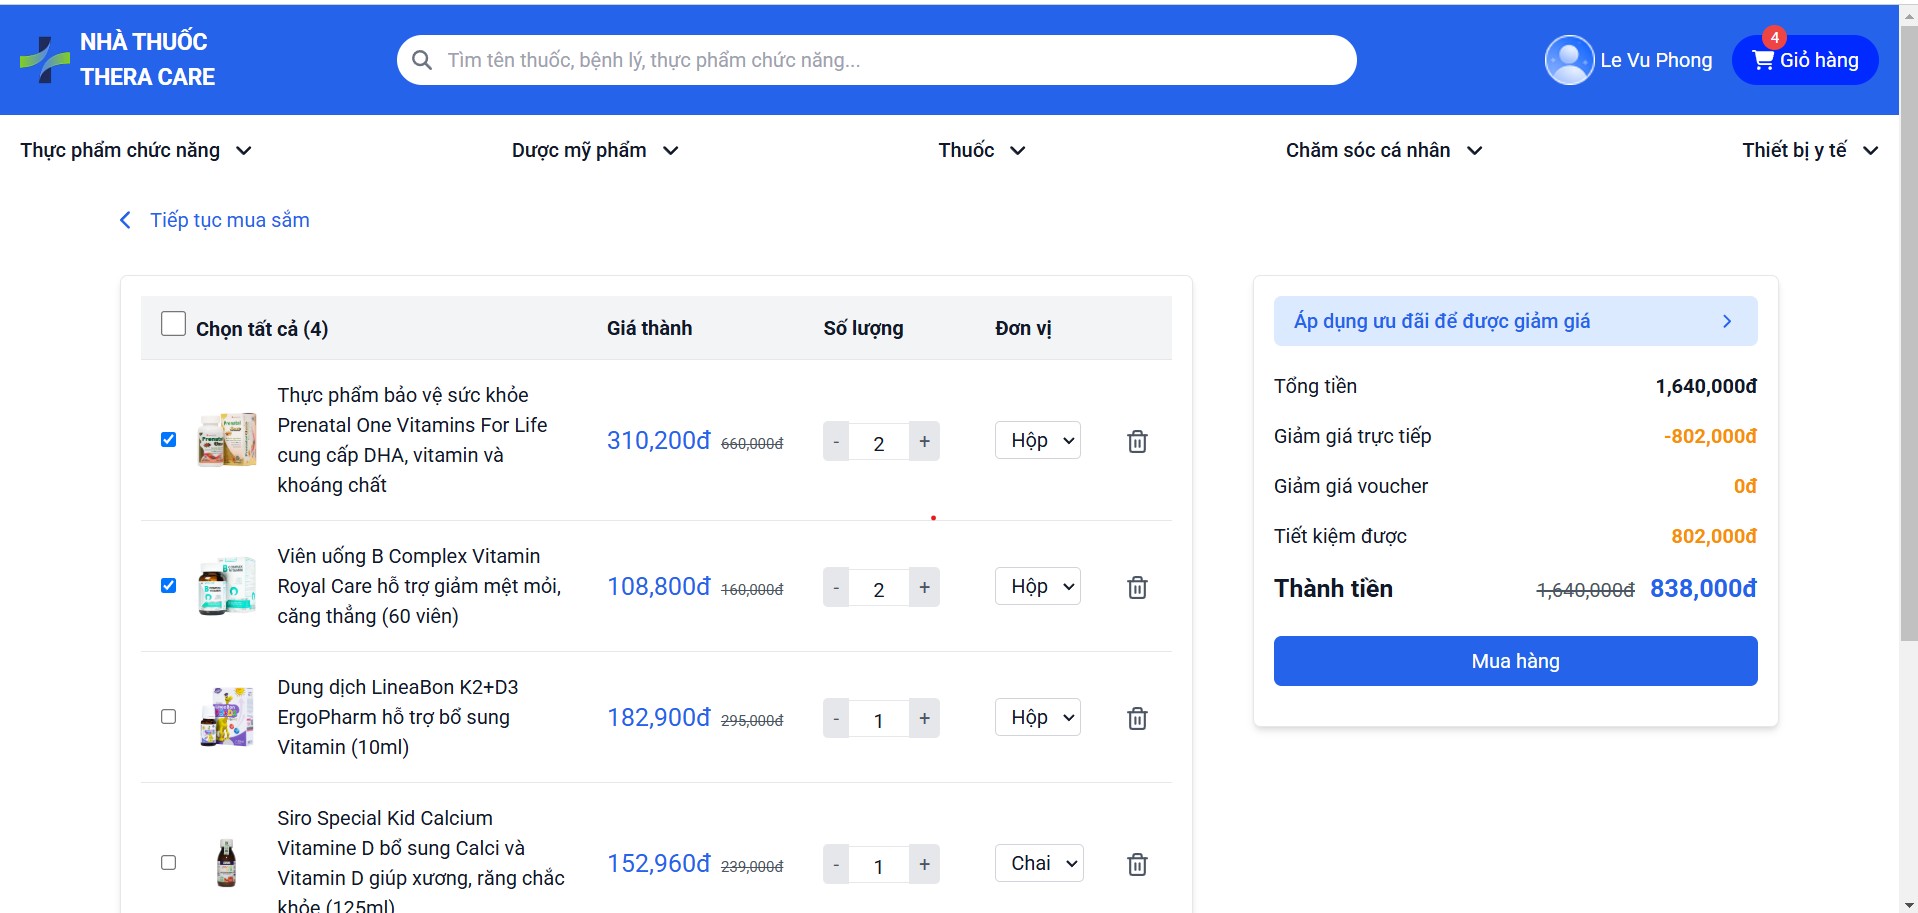 NHÀ THUỐC
THERA CARE
Tìm tên thuốc, bệnh lý, thực phẩm chức năng...
Le Vu Phong
4
Giỏ hàng
Thực phẩm chức năng
Dược mỹ phẩm
Thuốc
Chăm sóc cá nhân
Thiết bị y tế
Tiếp tục mua sắm
Chọn tất cả (4)
Giá thành
Số lượng
Đơn vị
Thực phẩm bảo vệ sức khỏe
Prenatal One Vitamins For Life
cung cấp DHA, vitamin và
khoáng chất
310,200đ 660,000đ
- 2 +
Hộp
Viên uống B Complex Vitamin
Royal Care hỗ trợ giảm mệt mỏi,
căng thẳng (60 viên)
108,800đ 160,000đ
- 2 +
Hộp
Dung dịch LineaBon K2+D3
ErgoPharm hỗ trợ bổ sung
Vitamin (10ml)
182,900đ 295,000đ
- 1 +
Hộp
Siro Special Kid Calcium
Vitamine D bổ sung Calci và
Vitamin D giúp xương, răng chắc
khỏe (125ml)
152,960đ 239,000đ
- 1 +
Chai
Áp dụng ưu đãi để được giảm giá
Tổng tiền 1,640,000đ
Giảm giá trực tiếp -802,000đ
Giảm giá voucher 0đ
Tiết kiệm được 802,000đ
Thành tiền 1,640,000đ 838,000đ
Mua hàng